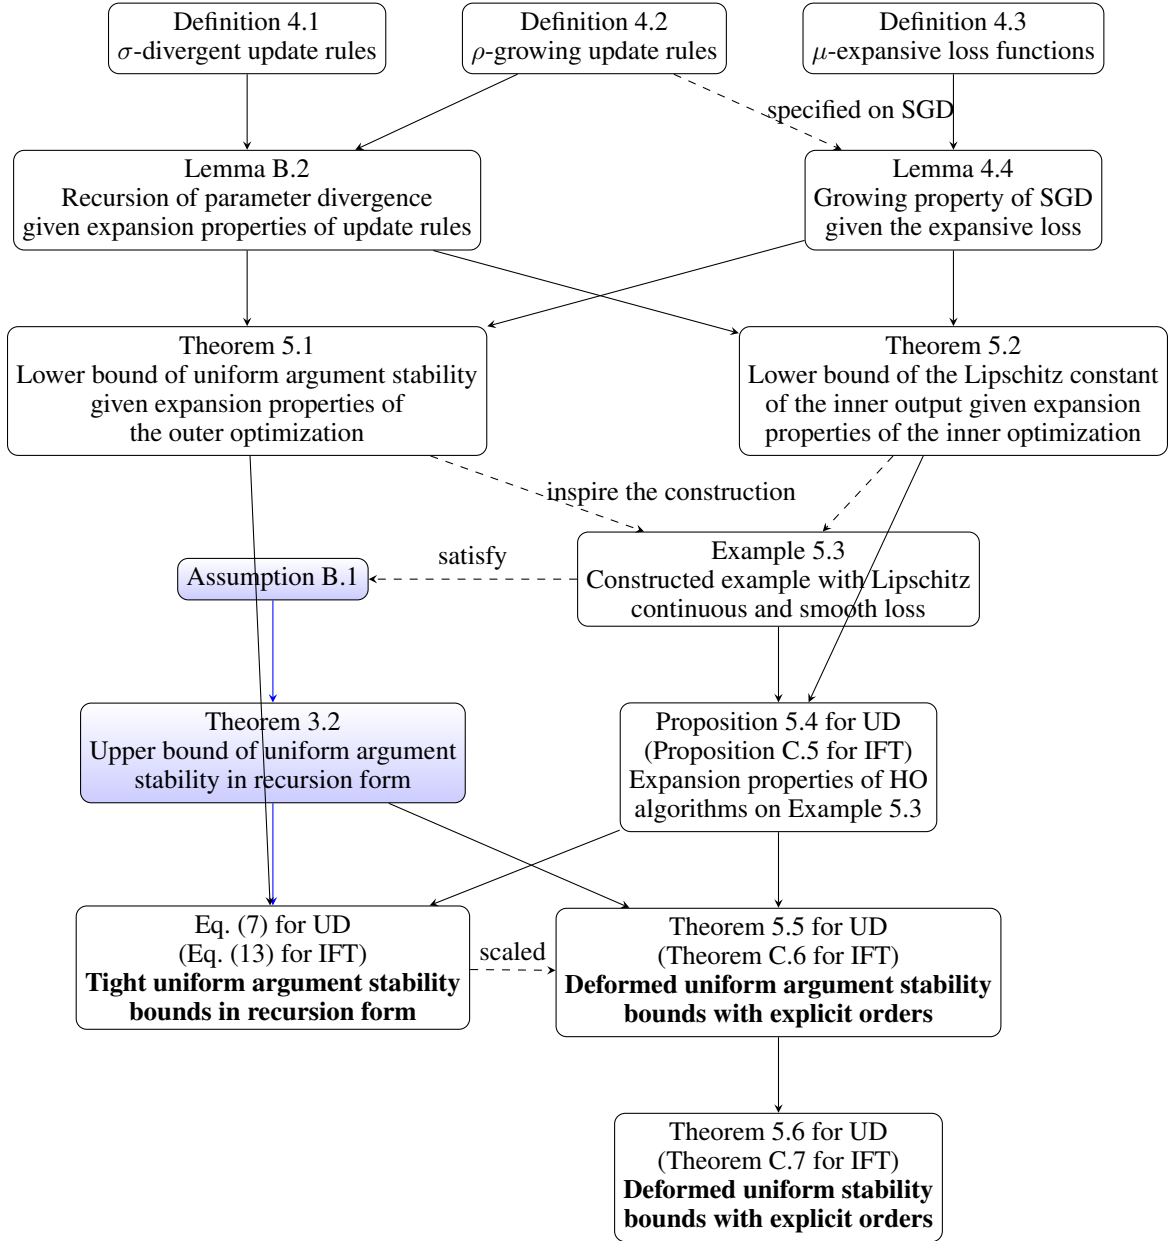 Definition 4.1
σ-divergent update rules
Definition 4.2
ρ-growing update rules
Definition 4.3
μ-expansive loss functions
specified on SGD
Lemma B.2
Recursion of parameter divergence
given expansion properties of update rules
Lemma 4.4
Growing property of SGD
given the expansive loss
Theorem 5.1
Lower bound of uniform argument stability
given expansion properties of
the outer optimization
Theorem 5.2
Lower bound of the Lipschitz constant
of the inner output given expansion
properties of the inner optimization
inspire the construction
Assumption B.1
satisfy
Example 5.3
Constructed example with Lipschitz
continuous and smooth loss
Theorem 3.2
Upper bound of uniform argument
stability in recursion form
Proposition 5.4 for UD
(Proposition C.5 for IFT)
Expansion properties of HO
algorithms on Example 5.3
Eq. (7) for UD
(Eq. (13) for IFT)
Tight uniform argument stability
bounds in recursion form
scaled
Theorem 5.5 for UD
(Theorem C.6 for IFT)
Deformed uniform argument stability
bounds with explicit orders
Theorem 5.6 for UD
(Theorem C.7 for IFT)
Deformed uniform stability
bounds with explicit orders